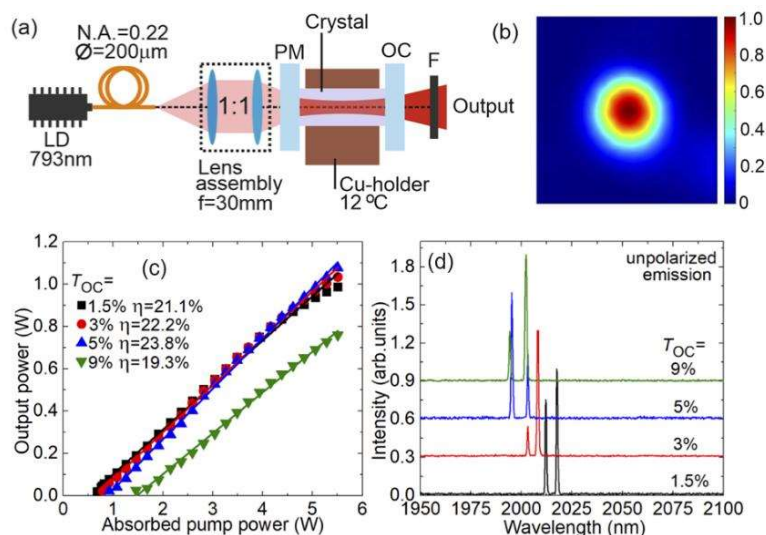 (a)
N.A.=0.22
Ø=200μm
LD
793nm
1:1
Lens
assembly
f=30mm
PM
Crystal
OC
F
Output
Cu-holder
12 ºC
(b)
1.0
0.8
0.6
0.4
0.2
0
(c)
Output power (W)
1.2
1.0
0.8
0.6
0.4
0.2
0.0
T_OC=
1.5% η=21.1%
3% η=22.2%
5% η=23.8%
9% η=19.3%
0 1 2 3 4 5 6
Absorbed pump power (W)
(d)
unpolarized
emission
Intensity (arb.units)
1.8
1.5
1.2
0.9
0.6
0.3
0.0
T_OC=
9%
5%
3%
1.5%
1950 1975 2000 2025 2050 2075 2100
Wavelength (nm)